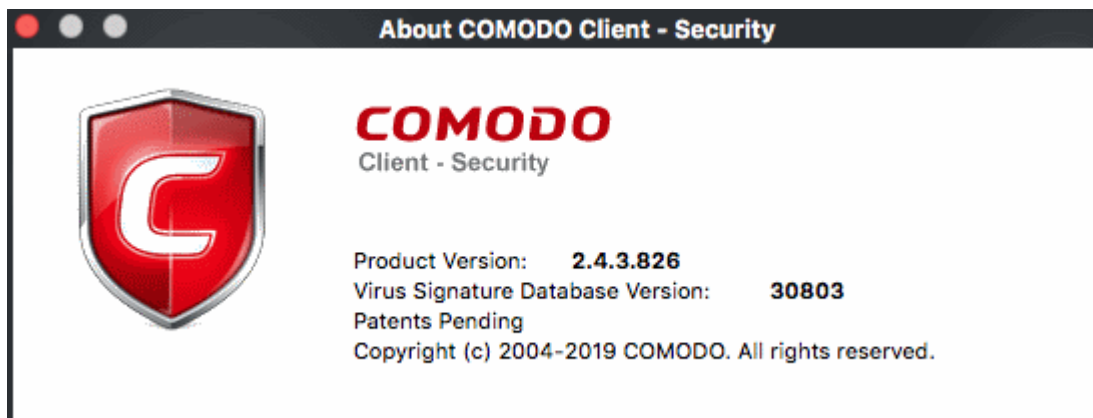 About COMODO Client - Security
COMODO
Client - Security
C
Product Version: 2.4.3.826
Virus Signature Database Version: 30803
Patents Pending
Copyright (c) 2004-2019 COMODO. All rights reserved.